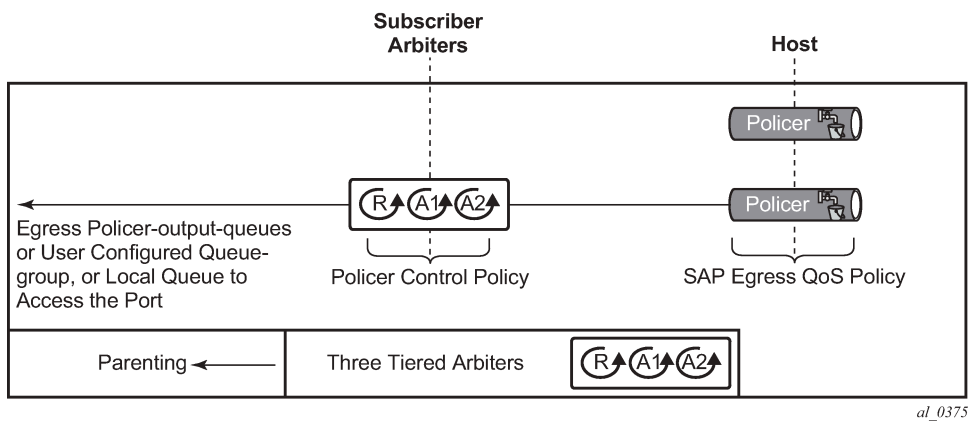 Subscriber
Arbiters
Host
Policer
R A1 A2
Policer
Egress Policer-output-queues
or User Configured Queue-
group, or Local Queue to
Access the Port
Policer Control Policy
SAP Egress QoS Policy
Parenting
Three Tiered Arbiters
R A1 A2
al_0375